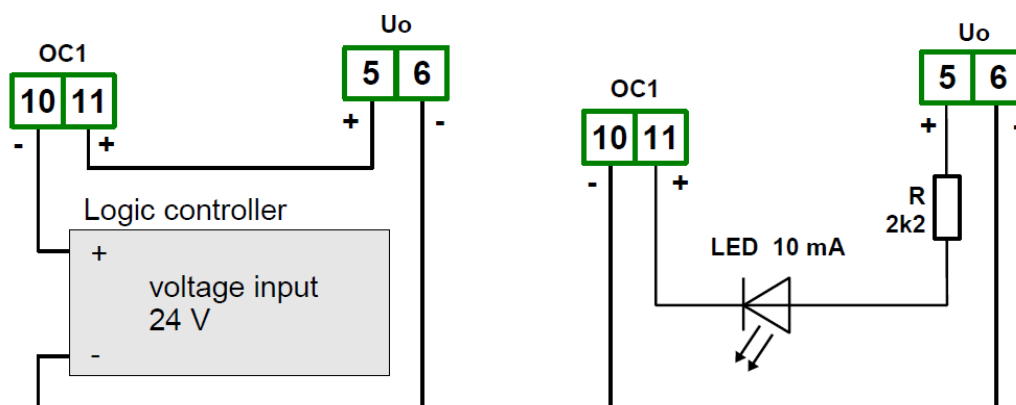 Uo
OC1
5 6
10 11
+ -
- +
Logic controller
+
voltage input
24 V
-
Uo
OC1
5 6
10 11
+ -
- +
R
2k2
LED 10 mA